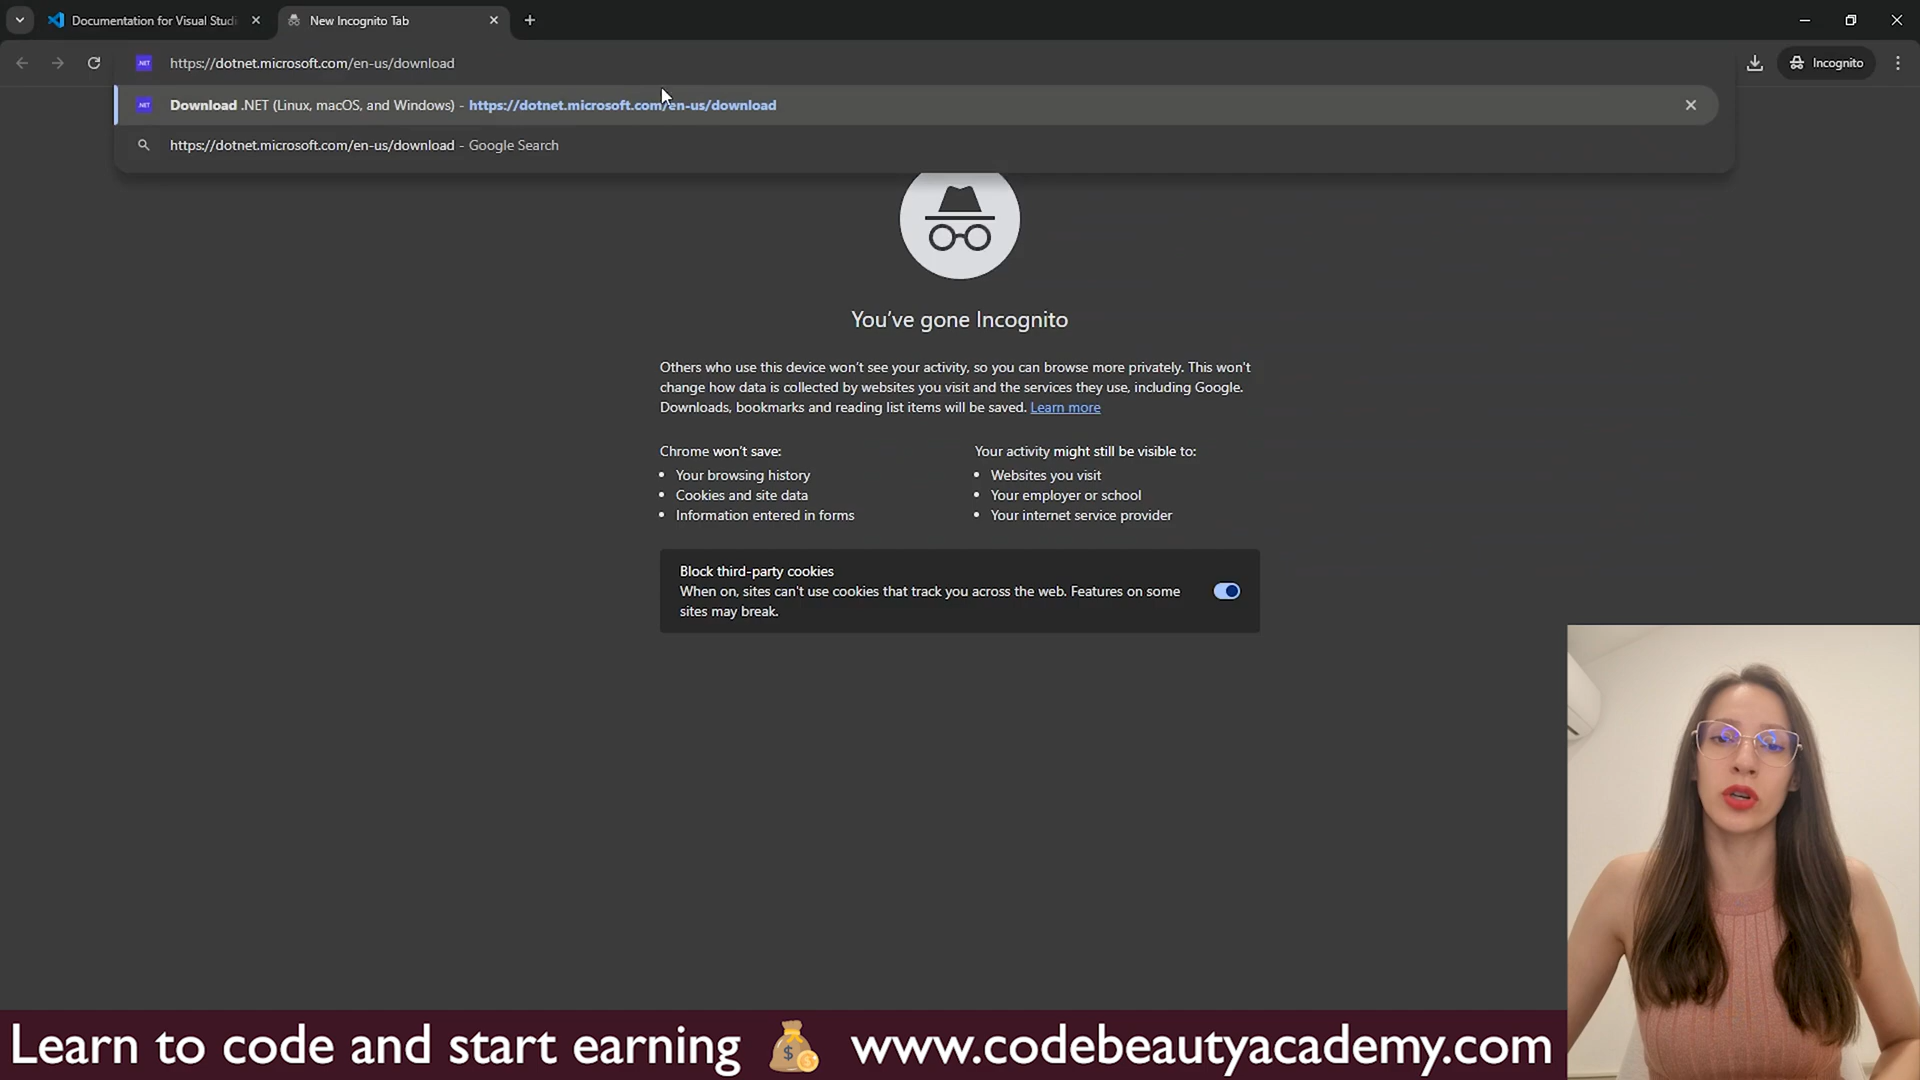 Documentation for Visual Studi
New Incognito Tab
https://dotnet.microsoft.com/en-us/download
Incognito
Download .NET (Linux, macOS, and Windows) - https://dotnet.microsoft.com/en-us/download
https://dotnet.microsoft.com/en-us/download - Google Search
You've gone Incognito
Others who use this device won't see your activity, so you can browse more privately. This won't
change how data is collected by websites you visit and the services they use, including Google.
Downloads, bookmarks and reading list items will be saved. Learn more
Chrome won't save:
• Your browsing history
• Cookies and site data
• Information entered in forms
Your activity might still be visible to:
• Websites you visit
• Your employer or school
• Your internet service provider
Block third-party cookies
When on, sites can't use cookies that track you across the web. Features on some
sites may break.
Learn to code and start earning 💰 www.codebeautyacademy.com